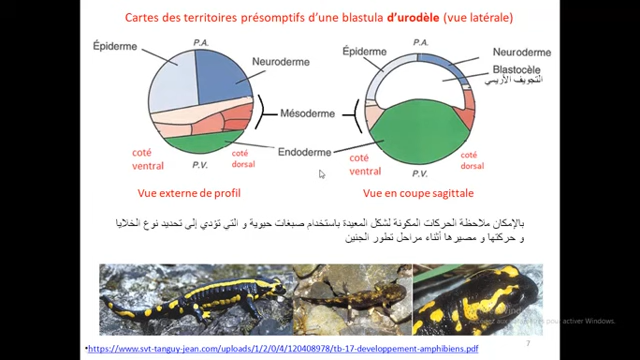 Cartes des territoires présomptifs d'une blastula d'urodèle (vue latérale)
Épiderme
P.A.
Neuroderme
Épiderme
P.A.
Neuroderme
Blastocèle
التجويف الأريمي
Mésoderme
Endoderme
coté ventral
P.V.
coté dorsal
coté ventral
P.V.
coté dorsal
Vue externe de profil
Vue en coupe sagittale
بالإمكان ملاحظة الحركات المكونة لشكل المعيدة باستخدام صبغات حيوية و التي تؤدي إلى تحديد نوع الخلايا
و حركتها و مصيرها أثناء مراحل تطور الجنين
pour activer Windows.
•https://www.svt-tanguy-jean.com/uploads/1/2/0/4/120408978/tb-17-developpement-amphibiens.pdf
7